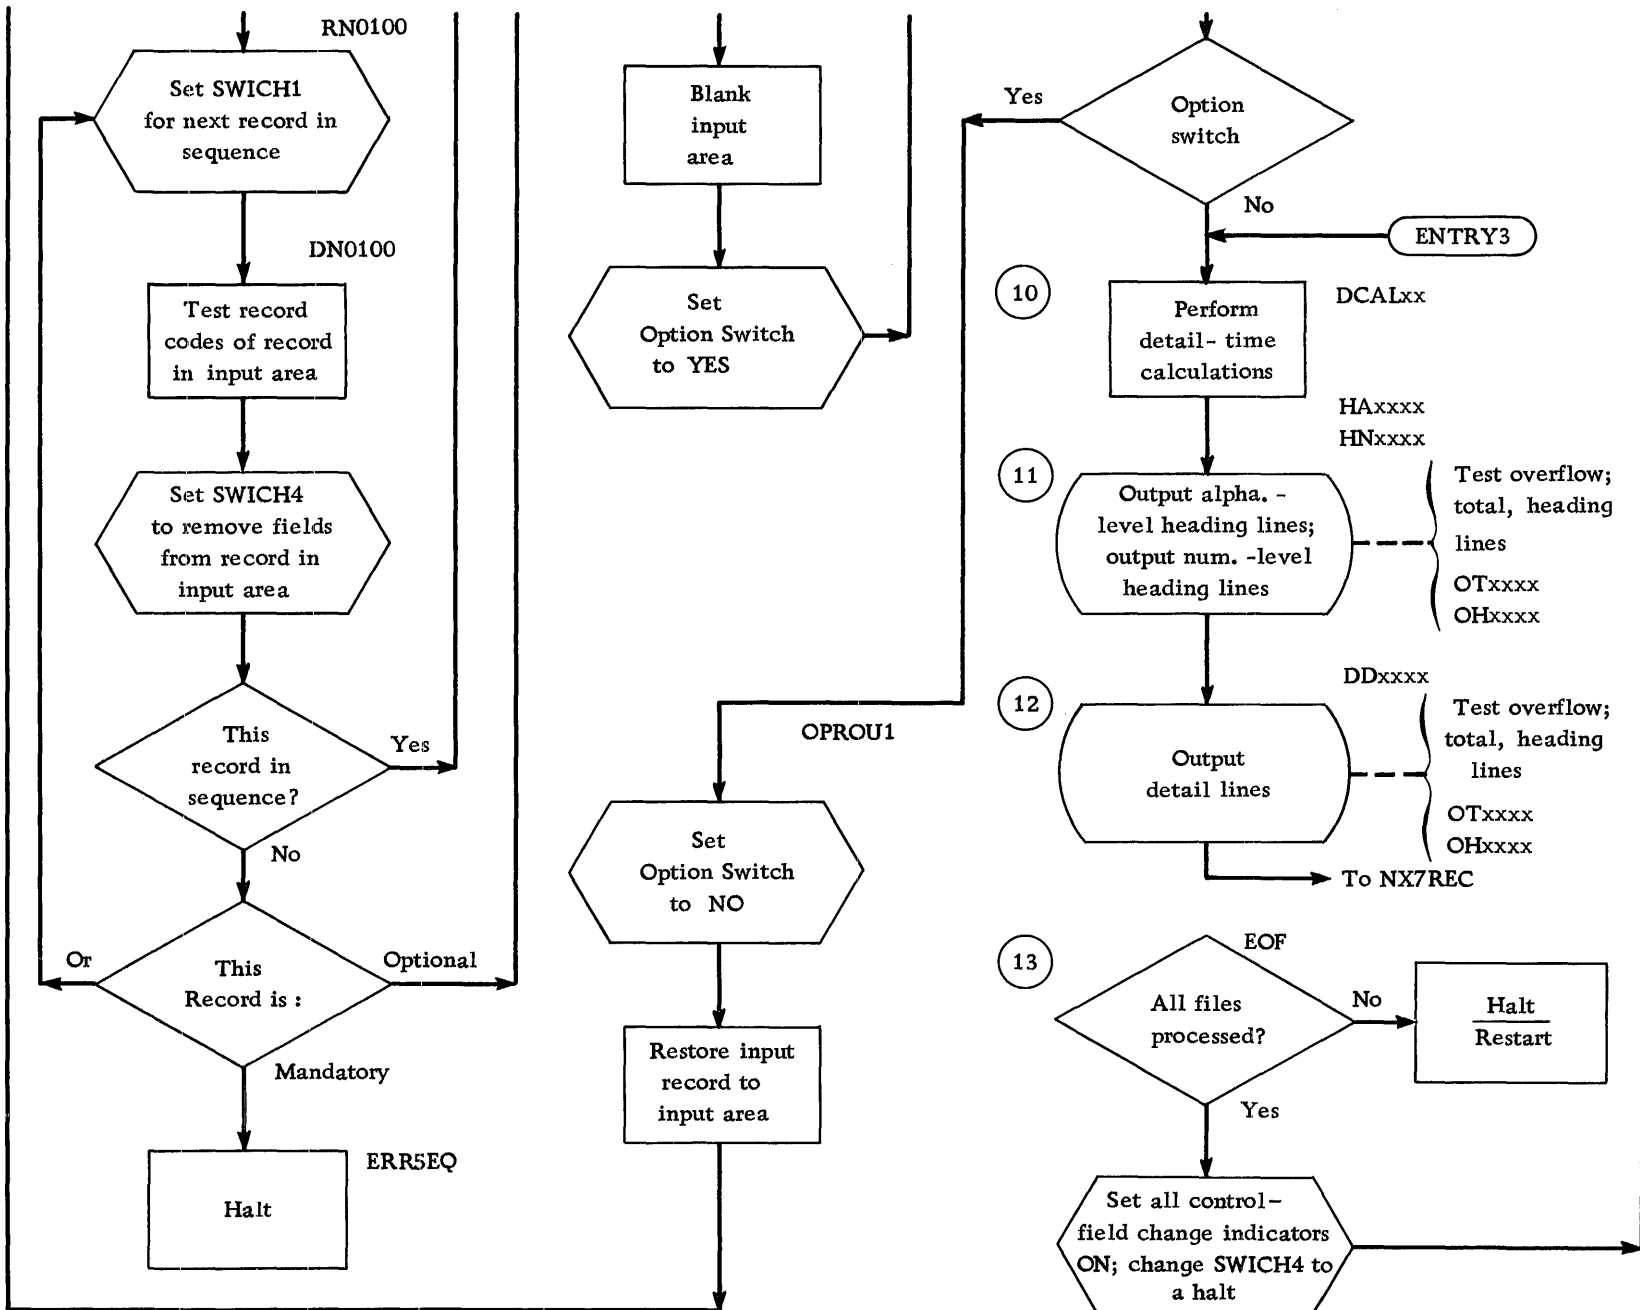 RN0100
Set SWICH1
for next record in
sequence
DN0100
Test record
codes of record
in input area
Set SWICH4
to remove fields
from record in
input area
This
record in
sequence?
Yes
No
Or
This
Record is :
Optional
Mandatory
ERR5EQ
Halt
Blank
input
area
Set
Option Switch
to YES
OPROU1
Set
Option Switch
to NO
Restore input
record to
input area
Yes
Option
switch
No
ENTRY3
10
DCALxx
Perform
detail- time
calculations
HAxxxx
HNxxxx
11
Output alpha. -
level heading lines;
output num. -level
heading lines
Test overflow;
total, heading
lines
OTxxxx
OHxxxx
DDxxxx
12
Output
detail lines
Test overflow;
total, heading
lines
OTxxxx
OHxxxx
To NX7REC
13
EOF
All files
processed?
No
Halt
Restart
Yes
Set all control-
field change indicators
ON; change SWICH4 to
a halt